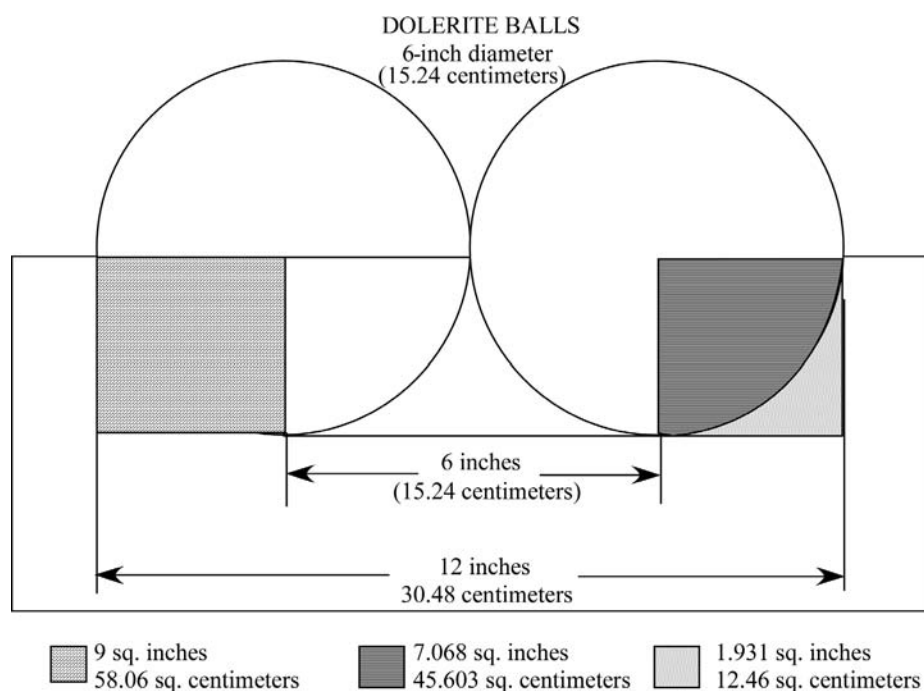 DOLERITE BALLS
6-inch diameter
(15.24 centimeters)
6 inches
(15.24 centimeters)
12 inches
30.48 centimeters
9 sq. inches
58.06 sq. centimeters
7.068 sq. inches
45.603 sq. centimeters
1.931 sq. inches
12.46 sq. centimeters